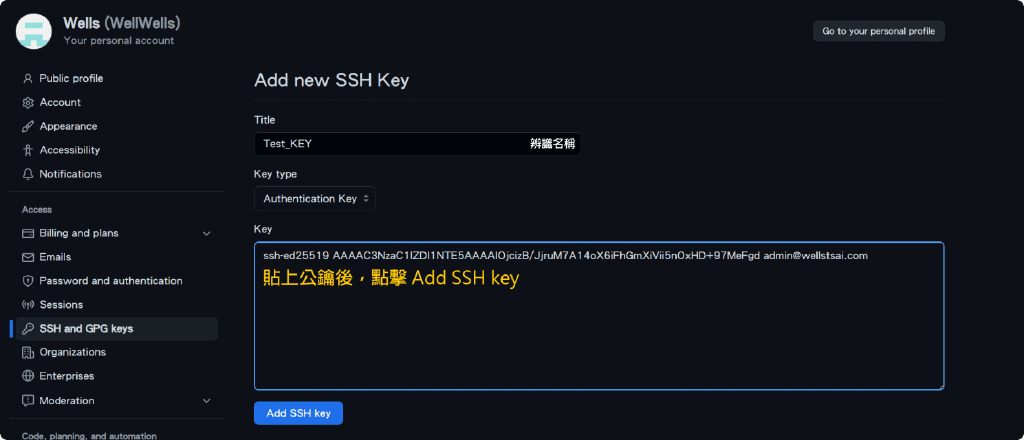 Wells (WellWells)
Your personal account
Go to your personal profile
Public profile
Account
Appearance
Accessibility
Notifications
Access
Billing and plans
Emails
Password and authentication
Sessions
SSH and GPG keys
Organizations
Enterprises
Moderation
Code, planning, and automation
Add new SSH Key
Title
Test_KEY 辨識名稱
Key type
Authentication Key
Key
ssh-ed25519 AAAAC3NzaC1lZDI1NTE5AAAAIOjcizB/JjruM7A14oX6iFhGmXiVii5nOxHD+97MeFgd admin@wellstsai.com
貼上公鑰後，點擊 Add SSH key
Add SSH key